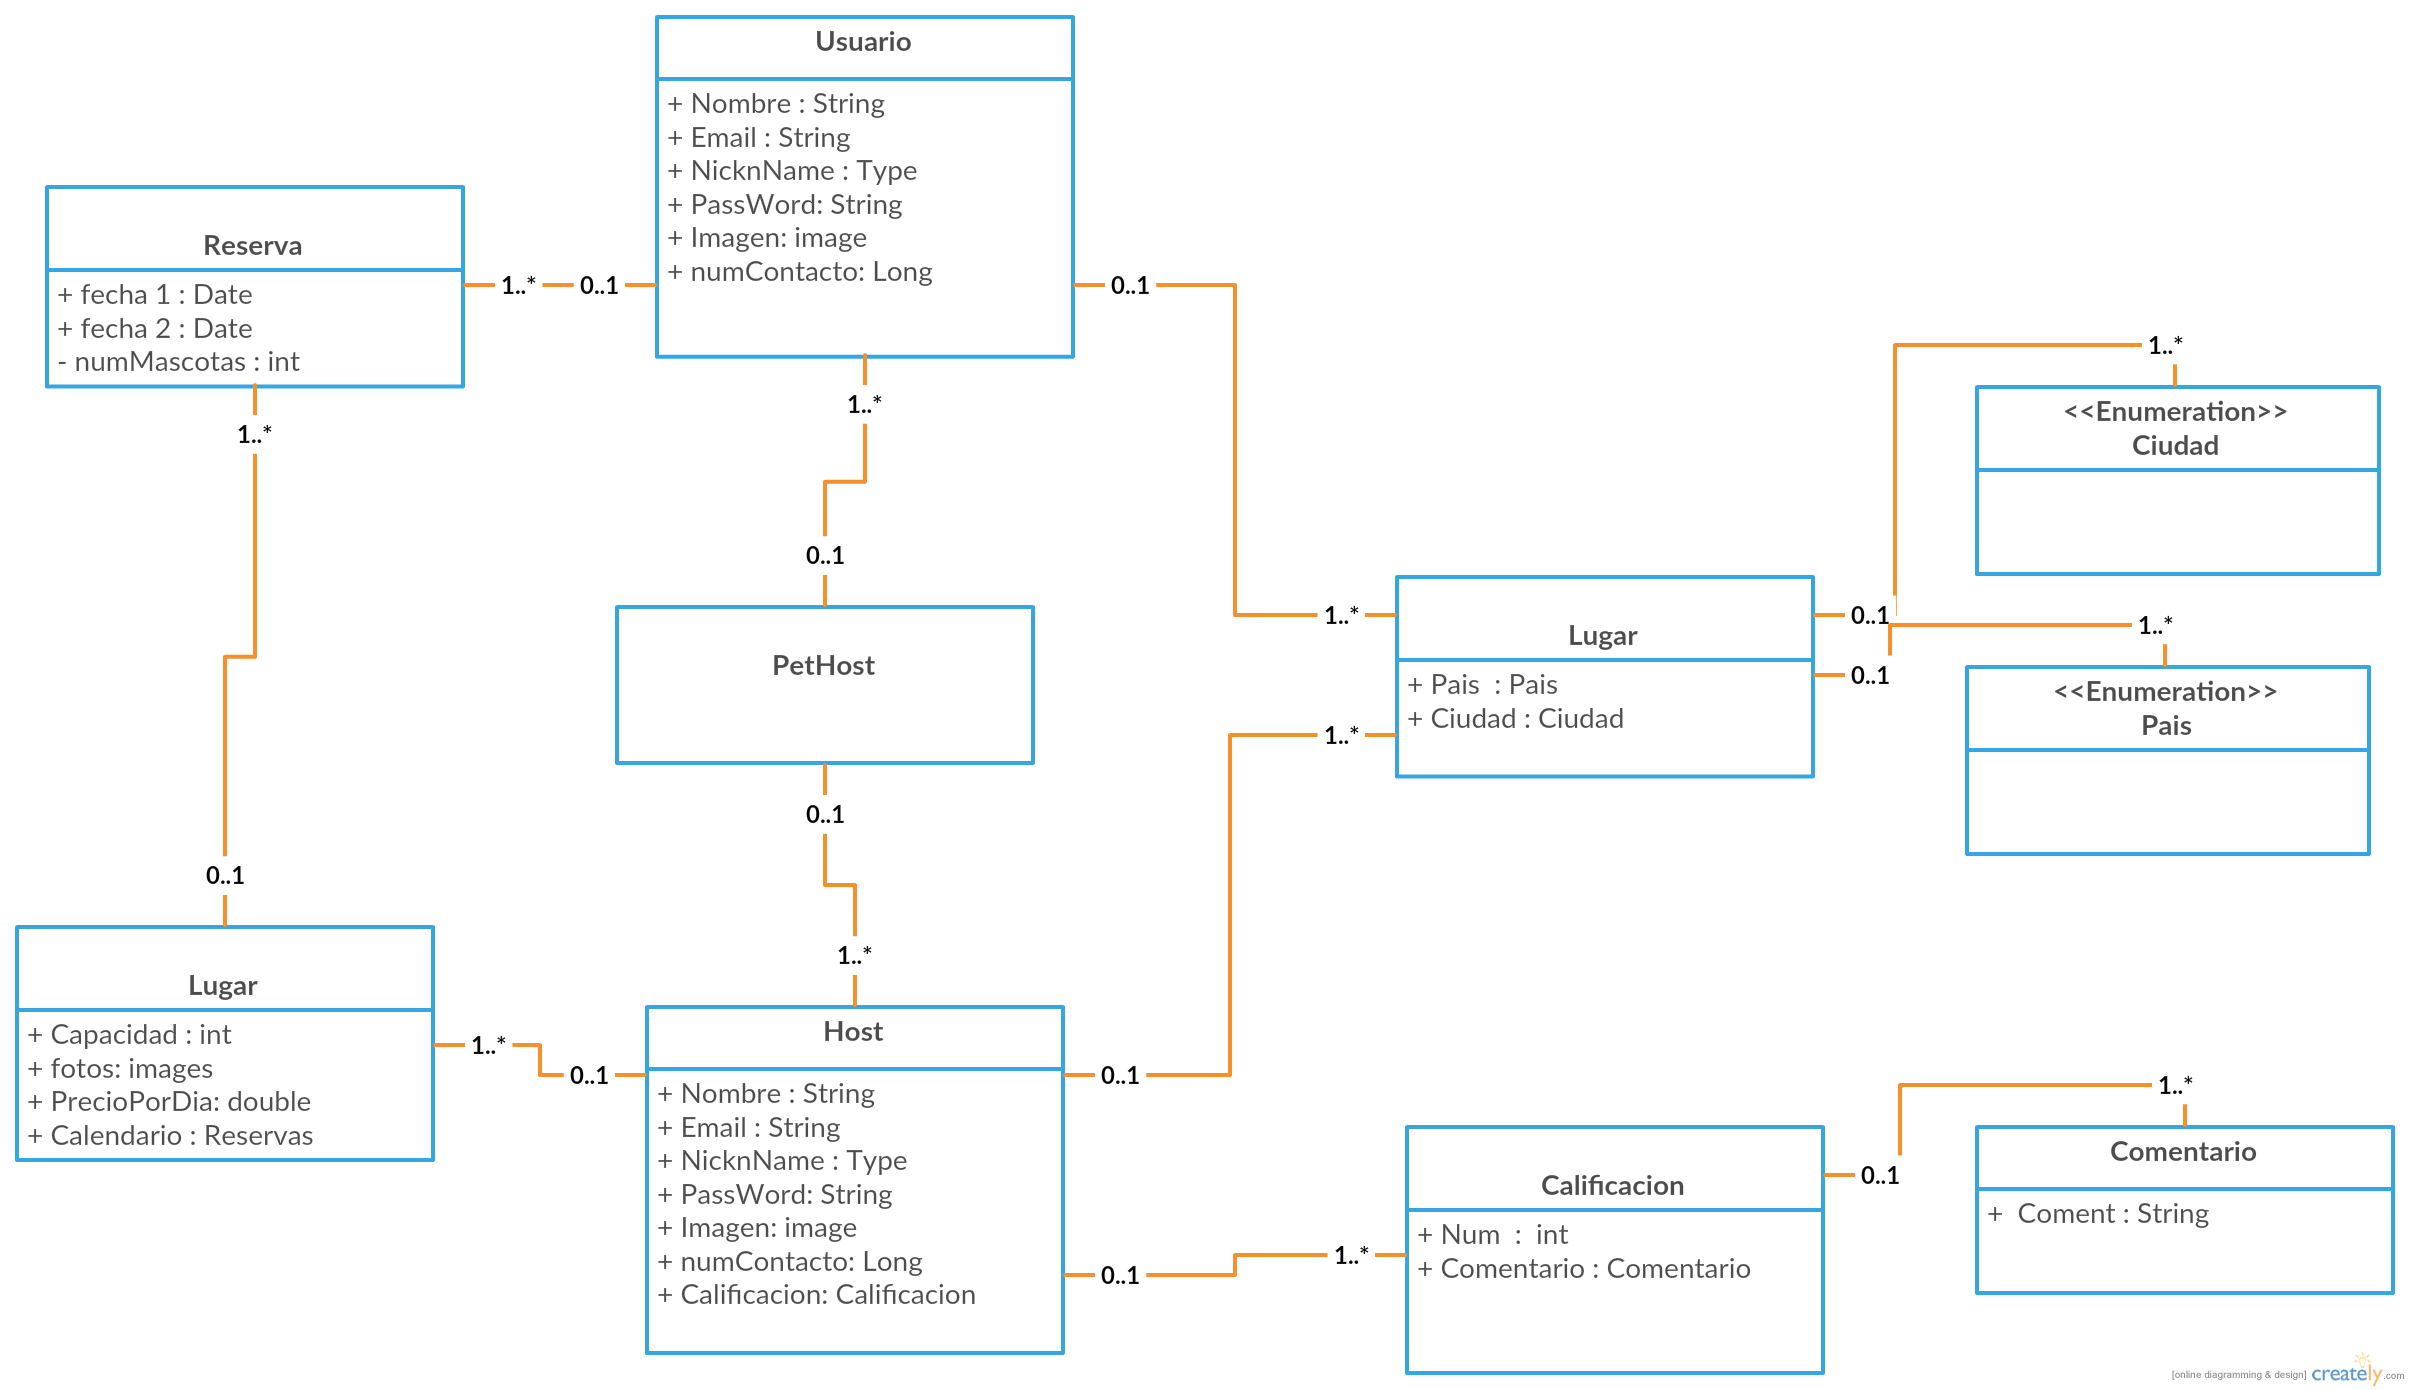 Usuario
+ Nombre : String
+ Email : String
+ NicknName : Type
+ PassWord: String
+ Imagen: image
+ numContacto: Long
Reserva
+ fecha 1 : Date
+ fecha 2 : Date
- numMascotas : int
1..*
0..1
0..1
1..*
1..*
1..*
0..1
<<Enumeration>>
Ciudad
PetHost
Lugar
+ Pais  : Pais
+ Ciudad : Ciudad
1..*
1..*
0..1
0..1
1..*
<<Enumeration>>
Pais
0..1
0..1
1..*
Lugar
+ Capacidad : int
+ fotos: images
+ PrecioPorDia: double
+ Calendario : Reservas
1..*
0..1
Host
+ Nombre : String
+ Email : String
+ NicknName : Type
+ PassWord: String
+ Imagen: image
+ numContacto: Long
+ Calificacion: Calificacion
0..1
0..1
1..*
Calificacion
+ Num  :  int
+ Comentario : Comentario
0..1
1..*
Comentario
+  Coment : String
[online diagramming & design] creately.com